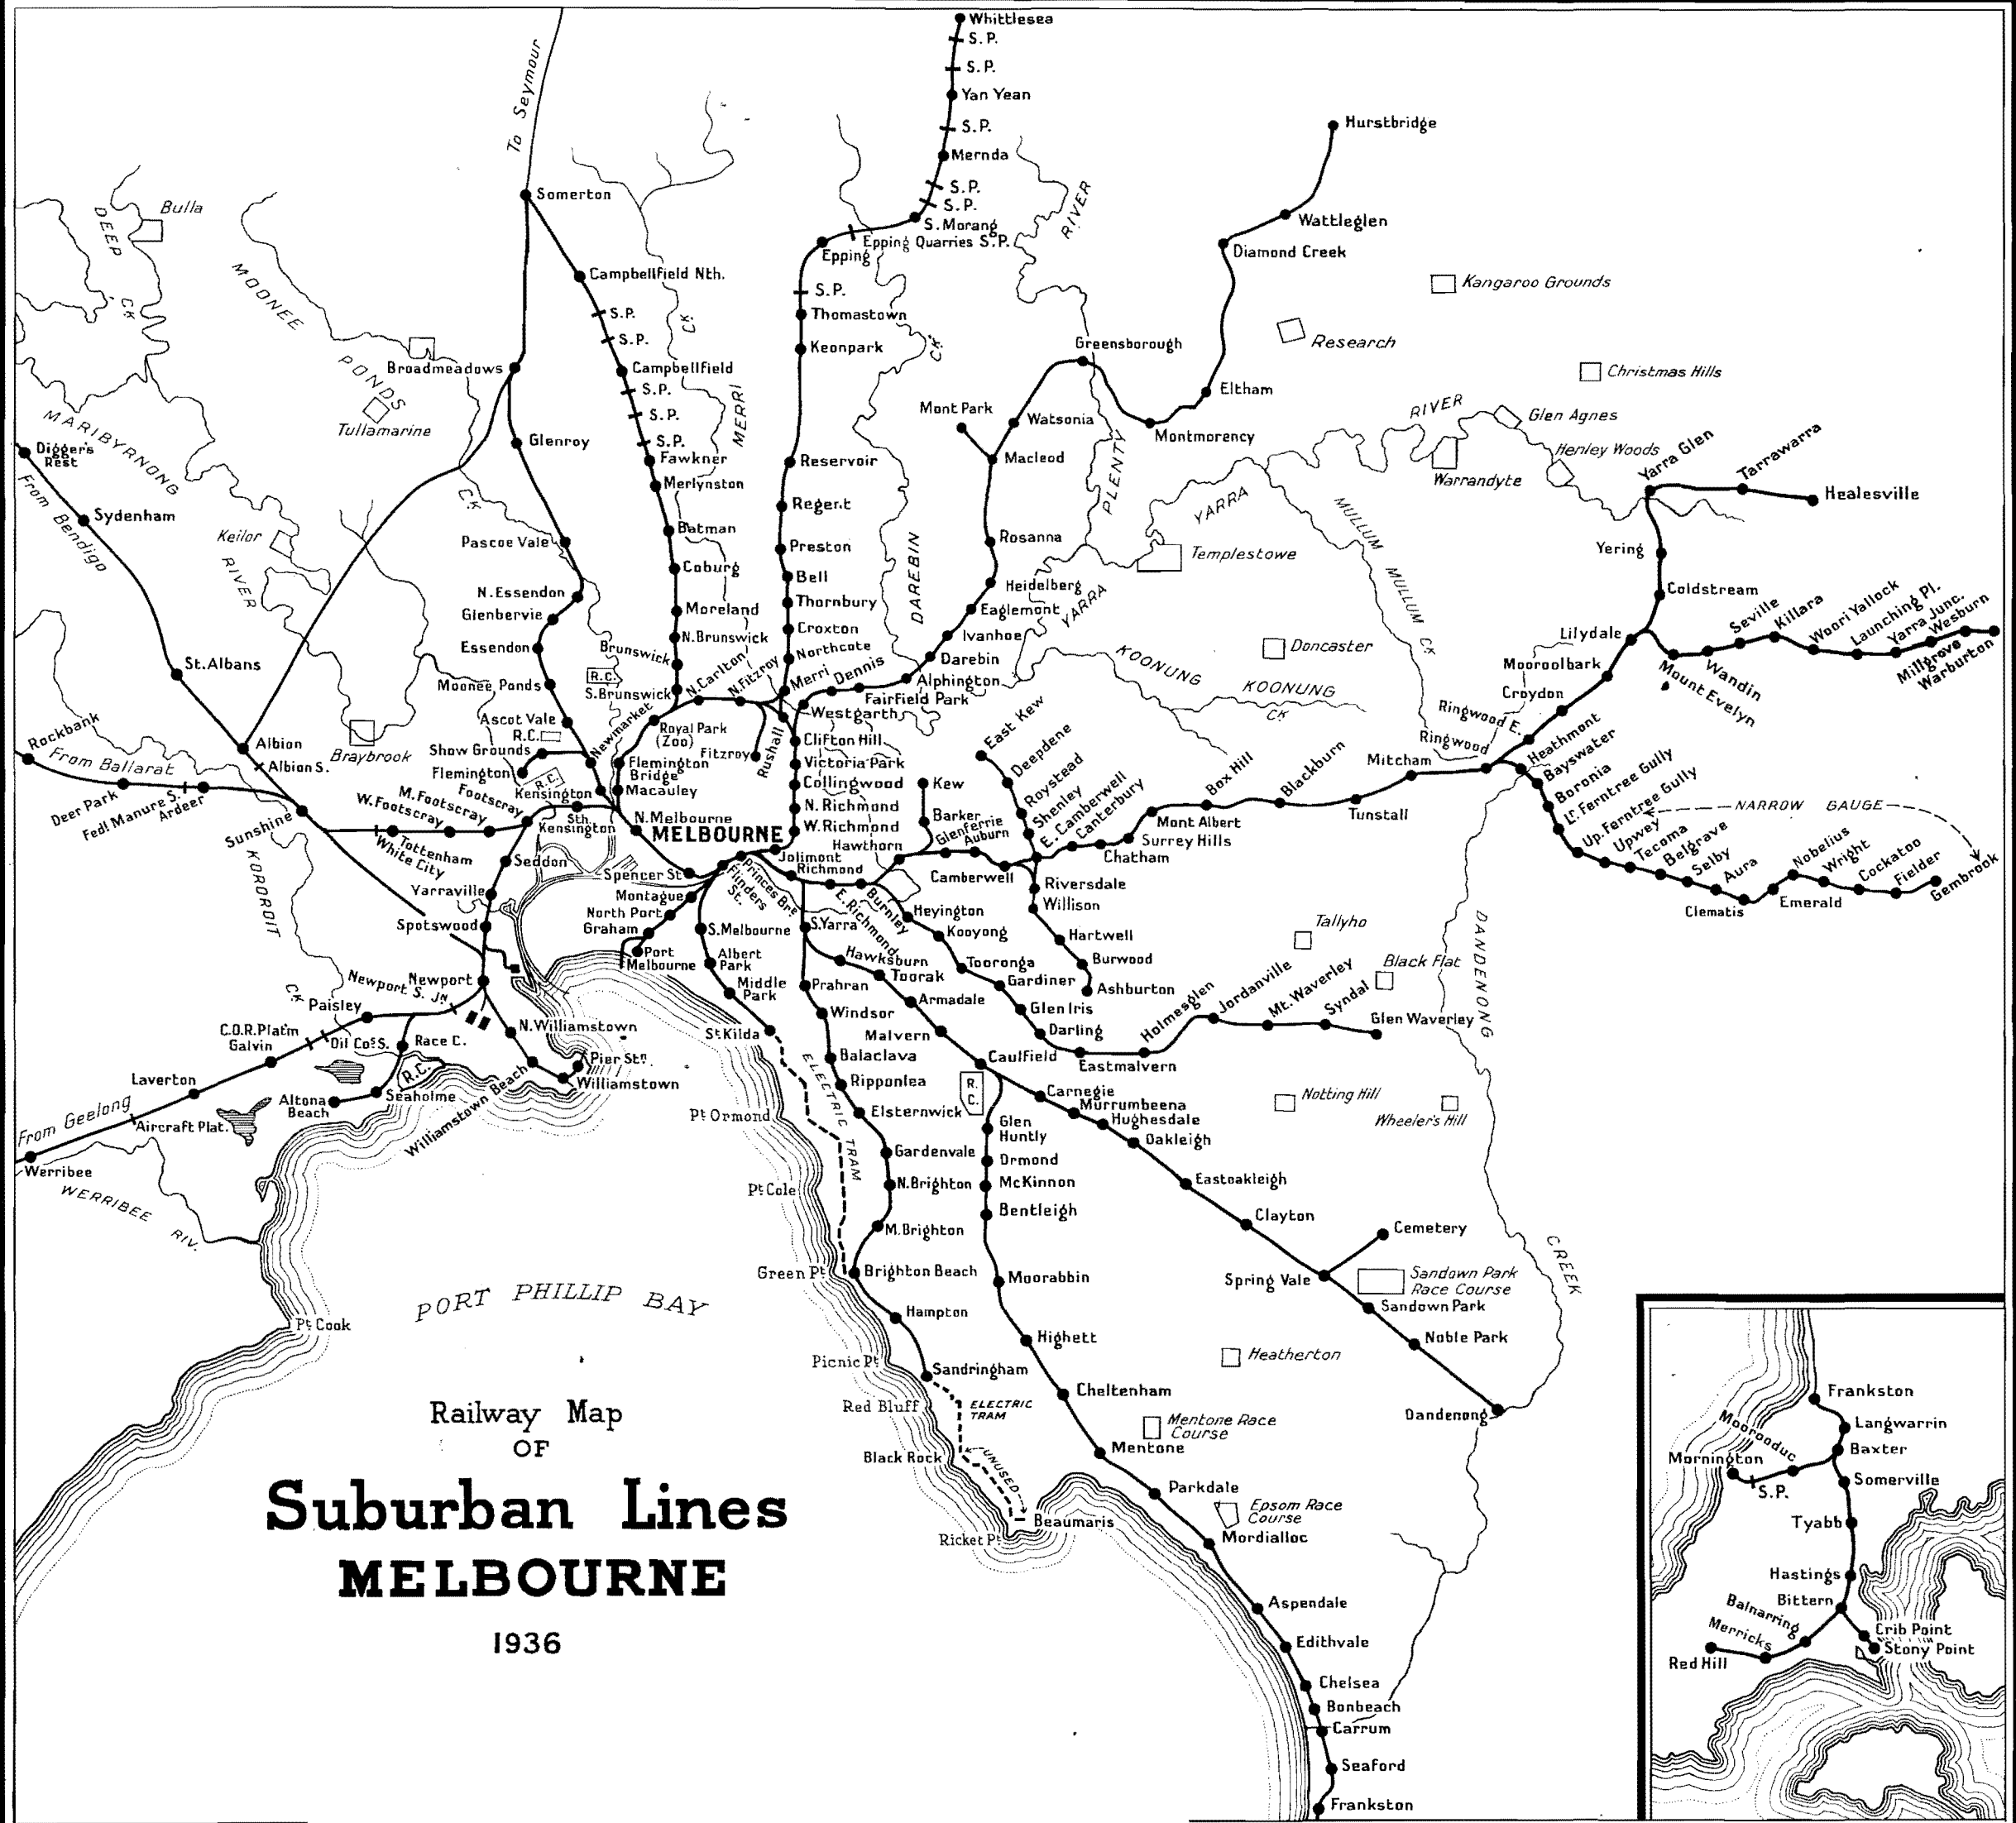 Whittlesea
S.P.
S.P.
Yan Yean
S.P.
Mernda
S.P.
S.P.
S. Morang
Epping Quarries S.P.
Epping
S.P.
Thomastown
Keonpark
Reservoir
Regent
Preston
Bell
Thornbury
Croxton
Northcote
Merri
Dennis
Fairfield Park
Alphington
Darebin
Ivanhoe
Eaglemont
Heidelberg
Rosanna
Macleod
Mont Park
Watsonia
Greensborough
Montmorency
Eltham
Diamond Creek
Wattleglen
Hurstbridge
To Seymour
Somerton
Campbellfield Nth.
S.P.
S.P.
Campbellfield
S.P.
S.P.
S.P.
Fawkner
Merlynston
Batman
Coburg
Moreland
N. Brunswick
Brunswick
R.C.
S. Brunswick
N. Carlton
N. Fitzroy
Royal Park
(Zoo)
Fitzroy
Rushall
Westgarth
Clifton Hill
Victoria Park
Collingwood
N. Richmond
W. Richmond
Jolimont
Flemington
Bridge
Macauley
N. Melbourne
MELBOURNE
Broadmeadows
Glenroy
Pascoe Vale
N. Essendon
Glenbervie
Essendon
Moonee Ponds
Ascot Vale
R.C.
Show Grounds
Flemington
R.C.
Newmarket
Kensington
Sth.
Kensington
Footscray
M. Footscray
W. Footscray
Tottenham
White City
Sunshine
Albion
Albion S.
St. Albans
Sydenham
Digger's
Rest
From Bendigo
Rockbank
From Ballarat
Deer Park
Fedl Manure S.
Ardeer
Seddon
Yarraville
Spotswood
Newport
Newport S. Jn
Paisley
C.O.R. Plat'm
Galvin
Oil Cos S.
Race C.
R.C.
Laverton
Altona
Beach
Seaholme
From Geelong
Aircraft Plat.
Werribee
WERRIBEE RIV.
N. Williamstown
Pier Stn
Williamstown
Williamstown Beach
Spencer St
Flinders
St.
Princes Bre
Montague
North Port
Graham
Port
Melbourne
S. Melbourne
Albert
Park
Middle
Park
St Kilda
ELECTRIC TRAM
Richmond
E. Richmond
Burnley
Hawthorn
Glenferrie
Auburn
Camberwell
Barker
Kew
East Kew
Deepdene
Roystead
Shenley
E. Camberwell
Canterbury
Chatham
Surrey Hills
Mont Albert
Box Hill
Blackburn
Tunstall
Mitcham
Ringwood
Ringwood E.
Croydon
Mooroolbark
Lilydale
Coldstream
Yering
Yarra Glen
Tarrawarra
Healesville
Mount Evelyn
Wandin
Seville
Killara
Woori Yallock
Launching Pl.
Yarra Junc.
Wesburn
Millgrove
Warburton
Heathmont
Bayswater
Boronia
Lr. Ferntree Gully
Up. Ferntree Gully
Upwey
Tecoma
Belgrave
Selby
Aura
Clematis
Emerald
Nobelius
Wright
Cockatoo
Fielder
Gembrook
NARROW GAUGE
Riversdale
Willison
Hartwell
Burwood
Ashburton
Heyington
Kooyong
Tooronga
Gardiner
Glen Iris
Darling
Eastmalvern
Holmesglen
Jordanville
Mt. Waverley
Syndal
Glen Waverley
S. Yarra
Hawksburn
Toorak
Armadale
Malvern
Caulfield
R.
C.
Carnegie
Murrumbeena
Hughesdale
Oakleigh
Eastoakleigh
Clayton
Spring Vale
Cemetery
Sandown Park
Race Course
Sandown Park
Noble Park
Dandenong
Prahran
Windsor
Balaclava
Ripponlea
Elsternwick
Gardenvale
N. Brighton
M. Brighton
Brighton Beach
Hampton
Sandringham
ELECTRIC
TRAM
UNUSED
Beaumaris
Glen
Huntly
Ormond
McKinnon
Bentleigh
Moorabbin
Highett
Cheltenham
Mentone
Mentone Race
Course
Parkdale
Epsom Race
Course
Mordialloc
Aspendale
Edithvale
Chelsea
Bonbeach
Carrum
Seaford
Frankston
Bulla
DEEP CK
MOONEE PONDS CK
Tullamarine
MARIBYRNONG RIVER
Keilor
Braybrook
KORDROIT CK
MERRI CK.
DAREBIN CK.
PLENTY RIVER
YARRA
YARRA RIVER
Templestowe
Doncaster
KOONUNG KOONUNG CK
MULLUM MULLUM CK
Kangaroo Grounds
Research
Christmas Hills
Glen Agnes
Henley Woods
Warrandyte
DANDENONG CREEK
Tallyho
Black Flat
Notting Hill
Wheeler's Hill
Heatherton
Pt Ormond
Pt Cole
Green Pt
Picnic Pt
Red Bluff
Black Rock
Ricket Pt
Pt Cook
PORT PHILLIP BAY
Railway Map
OF
Suburban Lines
MELBOURNE
1936
Frankston
Langwarrin
Baxter
Moorooduc
Mornington
S.P.
Somerville
Tyabb
Hastings
Bittern
Balnarring
Merricks
Red Hill
Crib Point
Stony Point